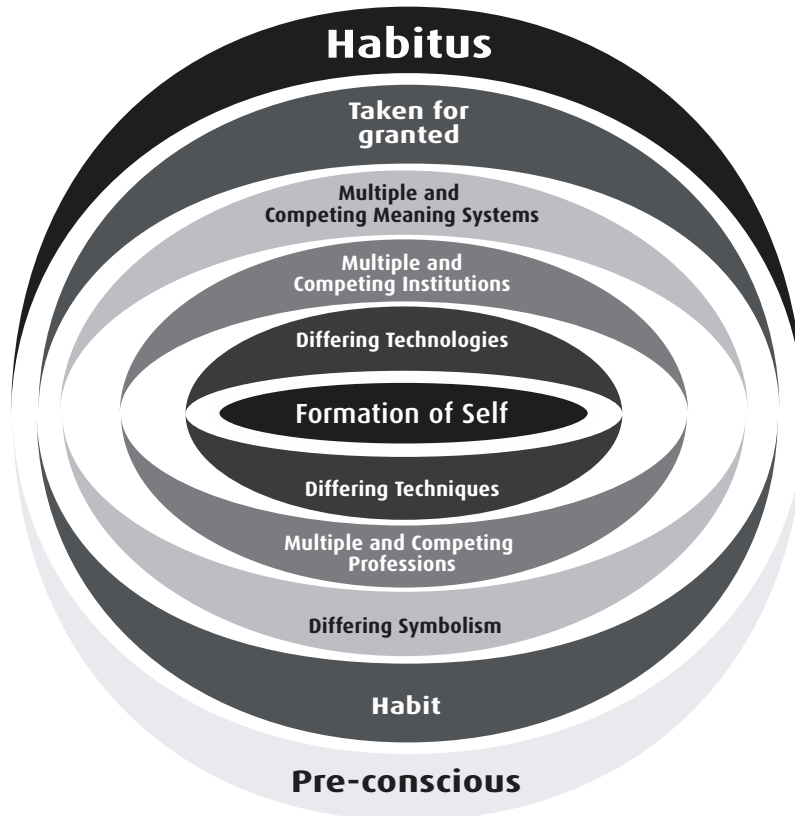 Habitus
Taken for
granted
Multiple and
Competing Meaning Systems
Multiple and
Competing Institutions
Differing Technologies
Formation of Self
Differing Techniques
Multiple and Competing
Professions
Differing Symbolism
Habit
Pre-conscious